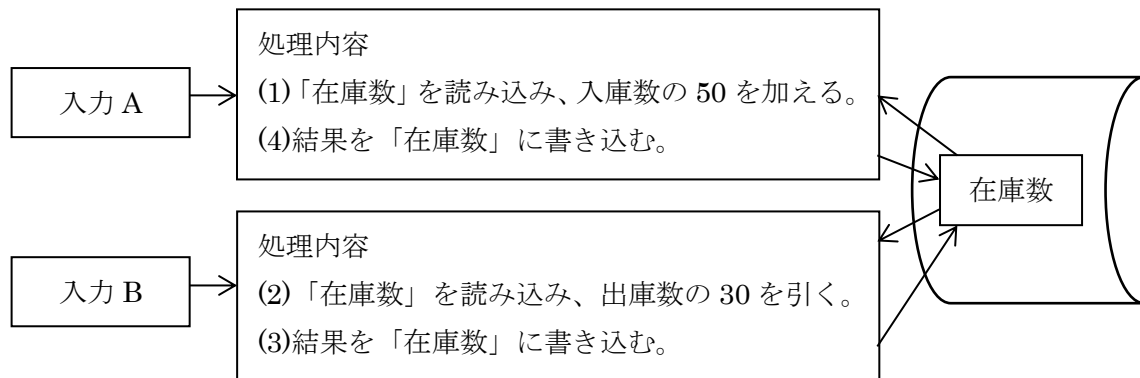 入力 A
処理内容
(1)「在庫数」を読み込み、入庫数の 50 を加える。
(4)結果を「在庫数」に書き込む。
在庫数
入力 B
処理内容
(2)「在庫数」を読み込み、出庫数の 30 を引く。
(3)結果を「在庫数」に書き込む。